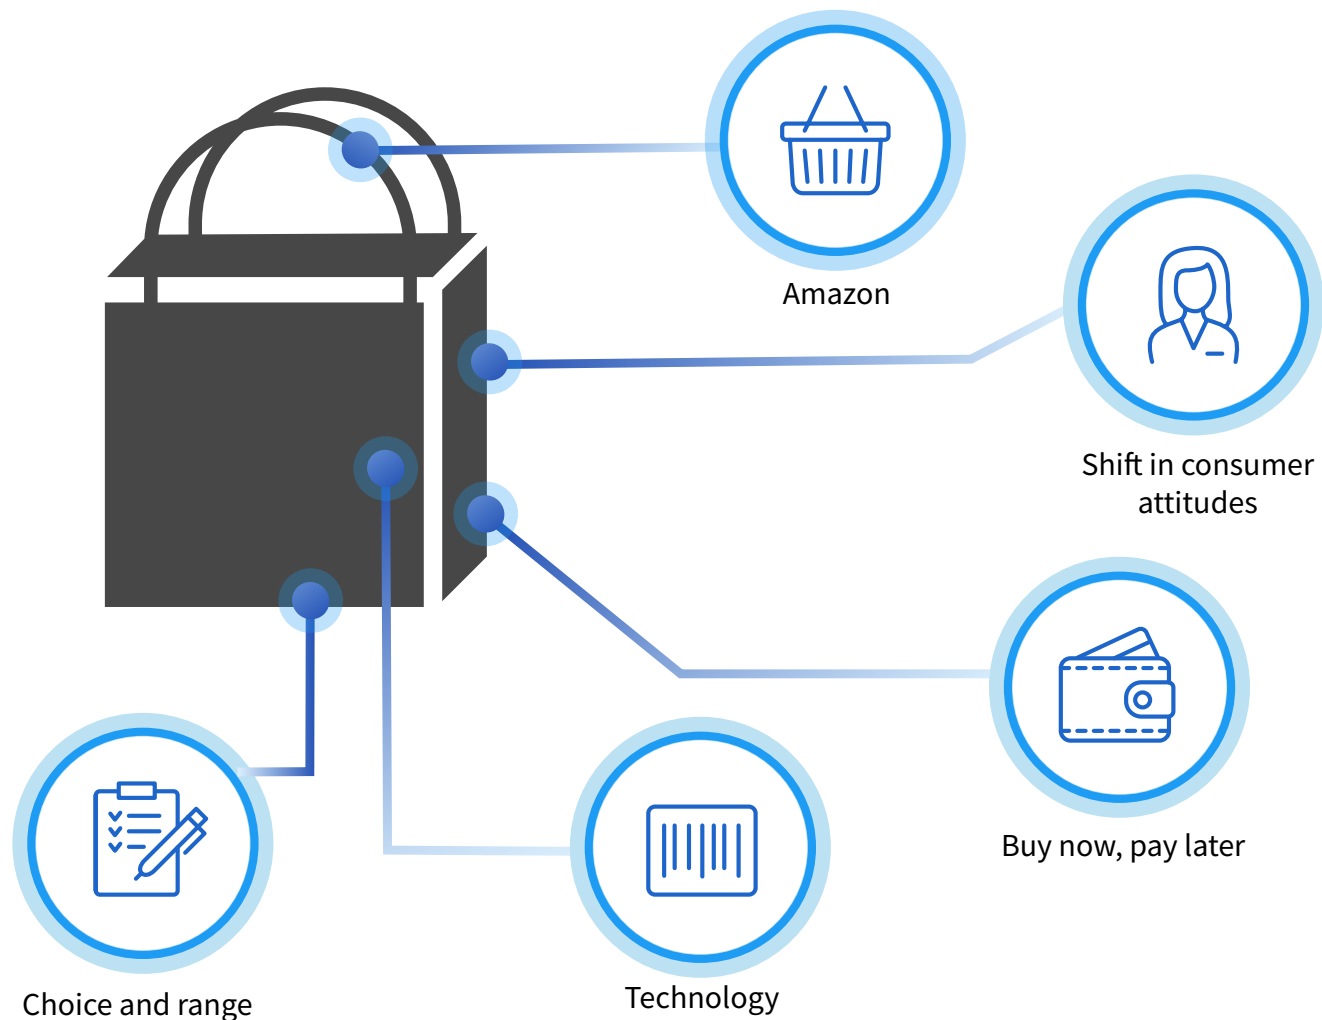 Amazon
Shift in consumer
attitudes
Buy now, pay later
Technology
Choice and range